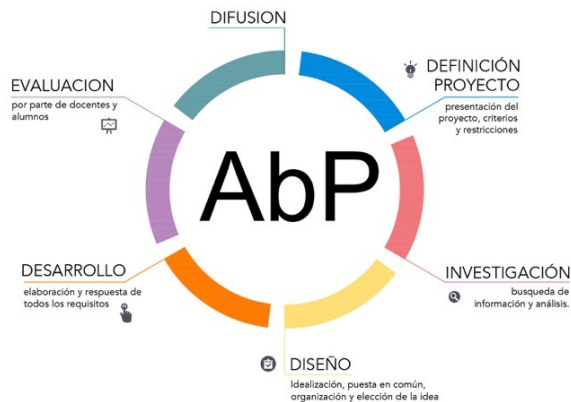 DIFUSION
DEFINICIÓN
PROYECTO
presentación del
proyecto, criterios
y restricciones
INVESTIGACIÓN
busqueda de
información y análisis.
DISEÑO
Idealización, puesta en común,
organización y elección de la idea
DESARROLLO
elaboración y respuesta de
todos los requisitos
EVALUACION
por parte de docentes y
alumnos
AbP